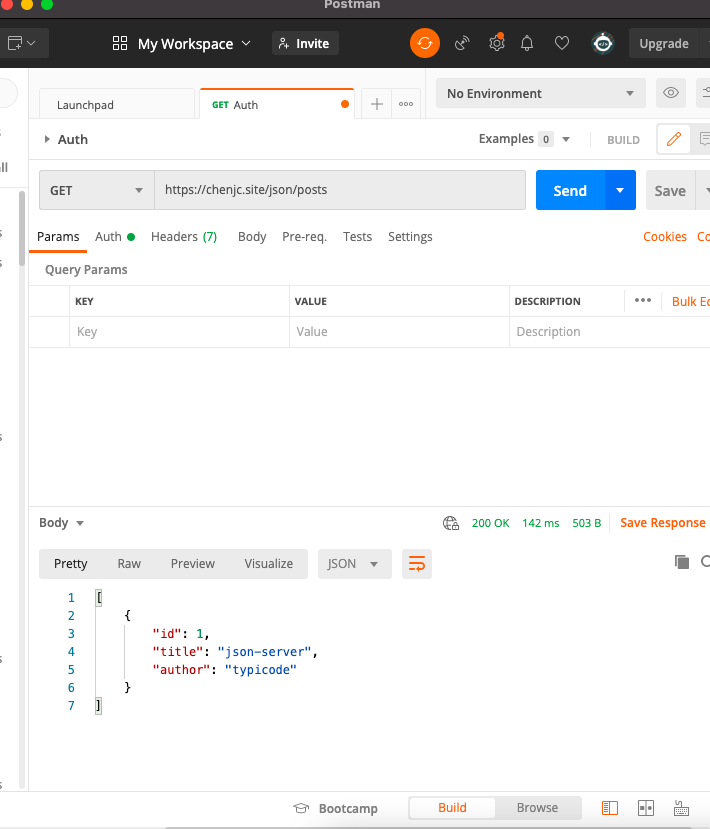 Postman
My Workspace
Invite
Upgrade
Launchpad
GET Auth
No Environment
Auth
Examples 0
BUILD
GET
https://chenjc.site/json/posts
Send
Save
Params
Auth
Headers (7)
Body
Pre-req.
Tests
Settings
Cookies
Query Params
KEY
VALUE
DESCRIPTION
Bulk
Key
Value
Description
Body
200 OK
142 ms
503 B
Save Response
Pretty
Raw
Preview
Visualize
JSON
1 [
2 {
3 "id": 1,
4 "title": "json-server",
5 "author": "typicode"
6 }
7 ]
Bootcamp
Build
Browse